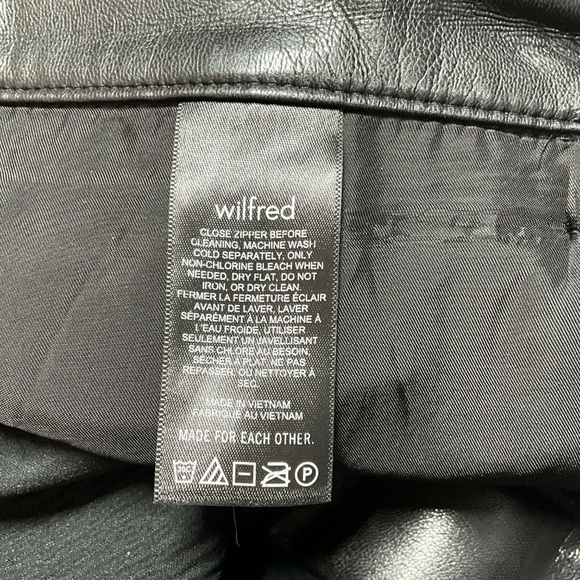 wilfred
CLOSE ZIPPER BEFORE
CLEANING, MACHINE WASH
COLD SEPARATELY, ONLY
NON-CHLORINE BLEACH WHEN
NEEDED, DRY FLAT, DO NOT
IRON, OR DRY CLEAN.
FERMER LA FERMETURE ÉCLAIR
AVANT DE LAVER, LAVER
SÉPARÉMENT À LA MACHINE À
L'EAU FROIDE, UTILISER
SEULEMENT UN JAVELLISANT
SANS CHLORE AU BESOIN,
SÉCHER À PLAT, NE PAS
REPASSER, OU NETTOYER À
SEC.
MADE IN VIETNAM
FABRIQUÉ AU VIETNAM
MADE FOR EACH OTHER.
30C P